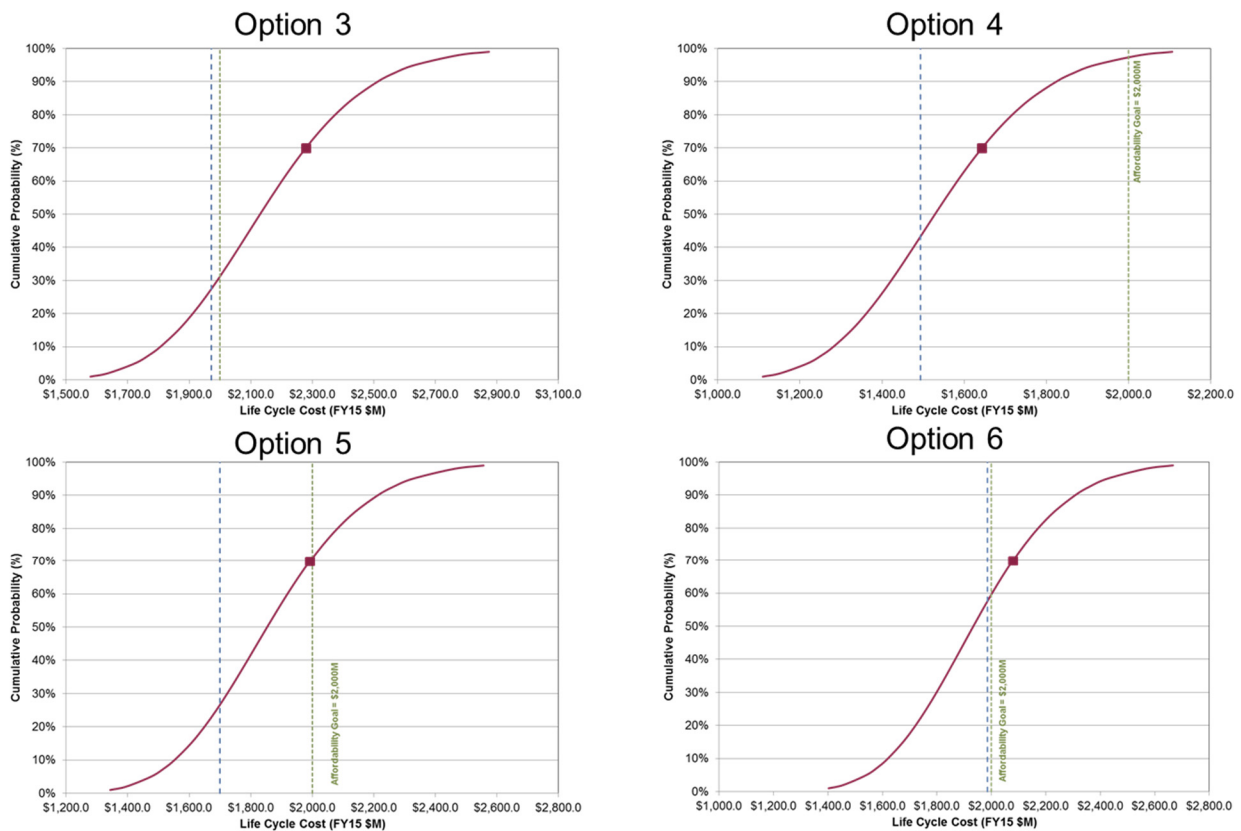 Option 3
100%
90%
80%
70%
60%
50%
40%
30%
20%
10%
0%
Cumulative Probability (%)
$1,500.0 $1,700.0 $1,900.0 $2,100.0 $2,300.0 $2,500.0 $2,700.0 $2,900.0 $3,100.0
Life Cycle Cost (FY15 $M)
Option 4
100%
90%
80%
70%
60%
50%
40%
30%
20%
10%
0%
Cumulative Probability (%)
Affordability Goal = $2,000M
$1,000.0 $1,200.0 $1,400.0 $1,600.0 $1,800.0 $2,000.0 $2,200.0
Life Cycle Cost (FY15 $M)
Option 5
100%
90%
80%
70%
60%
50%
40%
30%
20%
10%
0%
Cumulative Probability (%)
Affordability Goal = $2,000M
$1,200.0 $1,400.0 $1,600.0 $1,800.0 $2,000.0 $2,200.0 $2,400.0 $2,600.0 $2,800.0
Life Cycle Cost (FY15 $M)
Option 6
100%
90%
80%
70%
60%
50%
40%
30%
20%
10%
0%
Cumulative Probability (%)
Affordability Goal = $2,000M
$1,000.0 $1,200.0 $1,400.0 $1,600.0 $1,800.0 $2,000.0 $2,200.0 $2,400.0 $2,600.0 $2,800.0
Life Cycle Cost (FY15 $M)